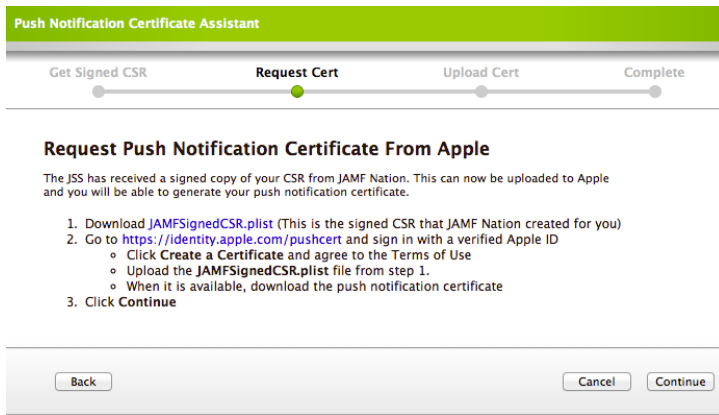 Push Notification Certificate Assistant
Get Signed CSR
Request Cert
Upload Cert
Complete
Request Push Notification Certificate From Apple
The JSS has received a signed copy of your CSR from JAMF Nation. This can now be uploaded to Apple
and you will be able to generate your push notification certificate.
1. Download JAMFSignedCSR.plist (This is the signed CSR that JAMF Nation created for you)
2. Go to https://identity.apple.com/pushcert and sign in with a verified Apple ID
Click Create a Certificate and agree to the Terms of Use
Upload the JAMFSignedCSR.plist file from step 1.
When it is available, download the push notification certificate
3. Click Continue
Back
Cancel
Continue